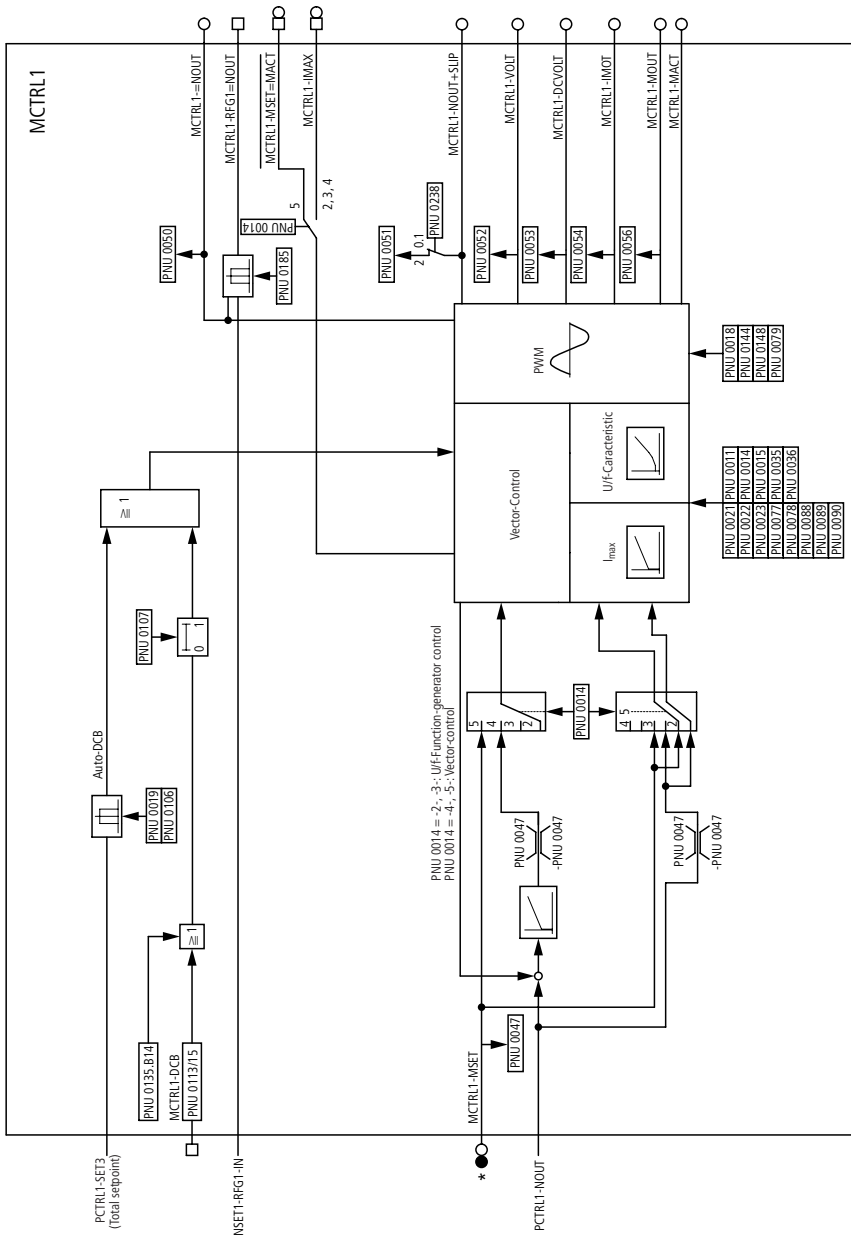 MCTRL1
PCTRL1-SET3
(Total setpoint)
PNU 0135.B14
MCTRL1-DCB
PNU 0113/15
≥ 1
PNU 0019
PNU 0106
Auto-DCB
PNU 0107
0 1
≥ 1
NSET1-RFG1-IN
PNU 0050
PNU 0185
MCTRL1-=NOUT
MCTRL1-RFG1=NOUT
MCTRL1-MSET=MACT
MCTRL1-IMAX
PNU 0014
5
2, 3, 4
PNU 0014 = -2-, -3-: U/f-Function-generator control
PNU 0014 = -4-, -5-: Vector-control
*
MCTRL1-MSET
PNU 0047
PCTRL1-NOUT
PNU 0047
-PNU 0047
PNU 0047
-PNU 0047
5
4
3
2
PNU 0014
4 5
3
2
Vector-Control
Imax
U/f-Caracteristic
PWM
PNU 0021
PNU 0022
PNU 0023
PNU 0077
PNU 0078
PNU 0088
PNU 0089
PNU 0090
PNU 0011
PNU 0014
PNU 0015
PNU 0035
PNU 0036
PNU 0018
PNU 0144
PNU 0148
PNU 0079
PNU 0051
2 0.1
PNU 0238
PNU 0052
PNU 0053
PNU 0054
PNU 0056
MCTRL1-NOUT+SLIP
MCTRL1-VOLT
MCTRL1-DCVOLT
MCTRL1-IMOT
MCTRL1-MOUT
MCTRL1-MACT